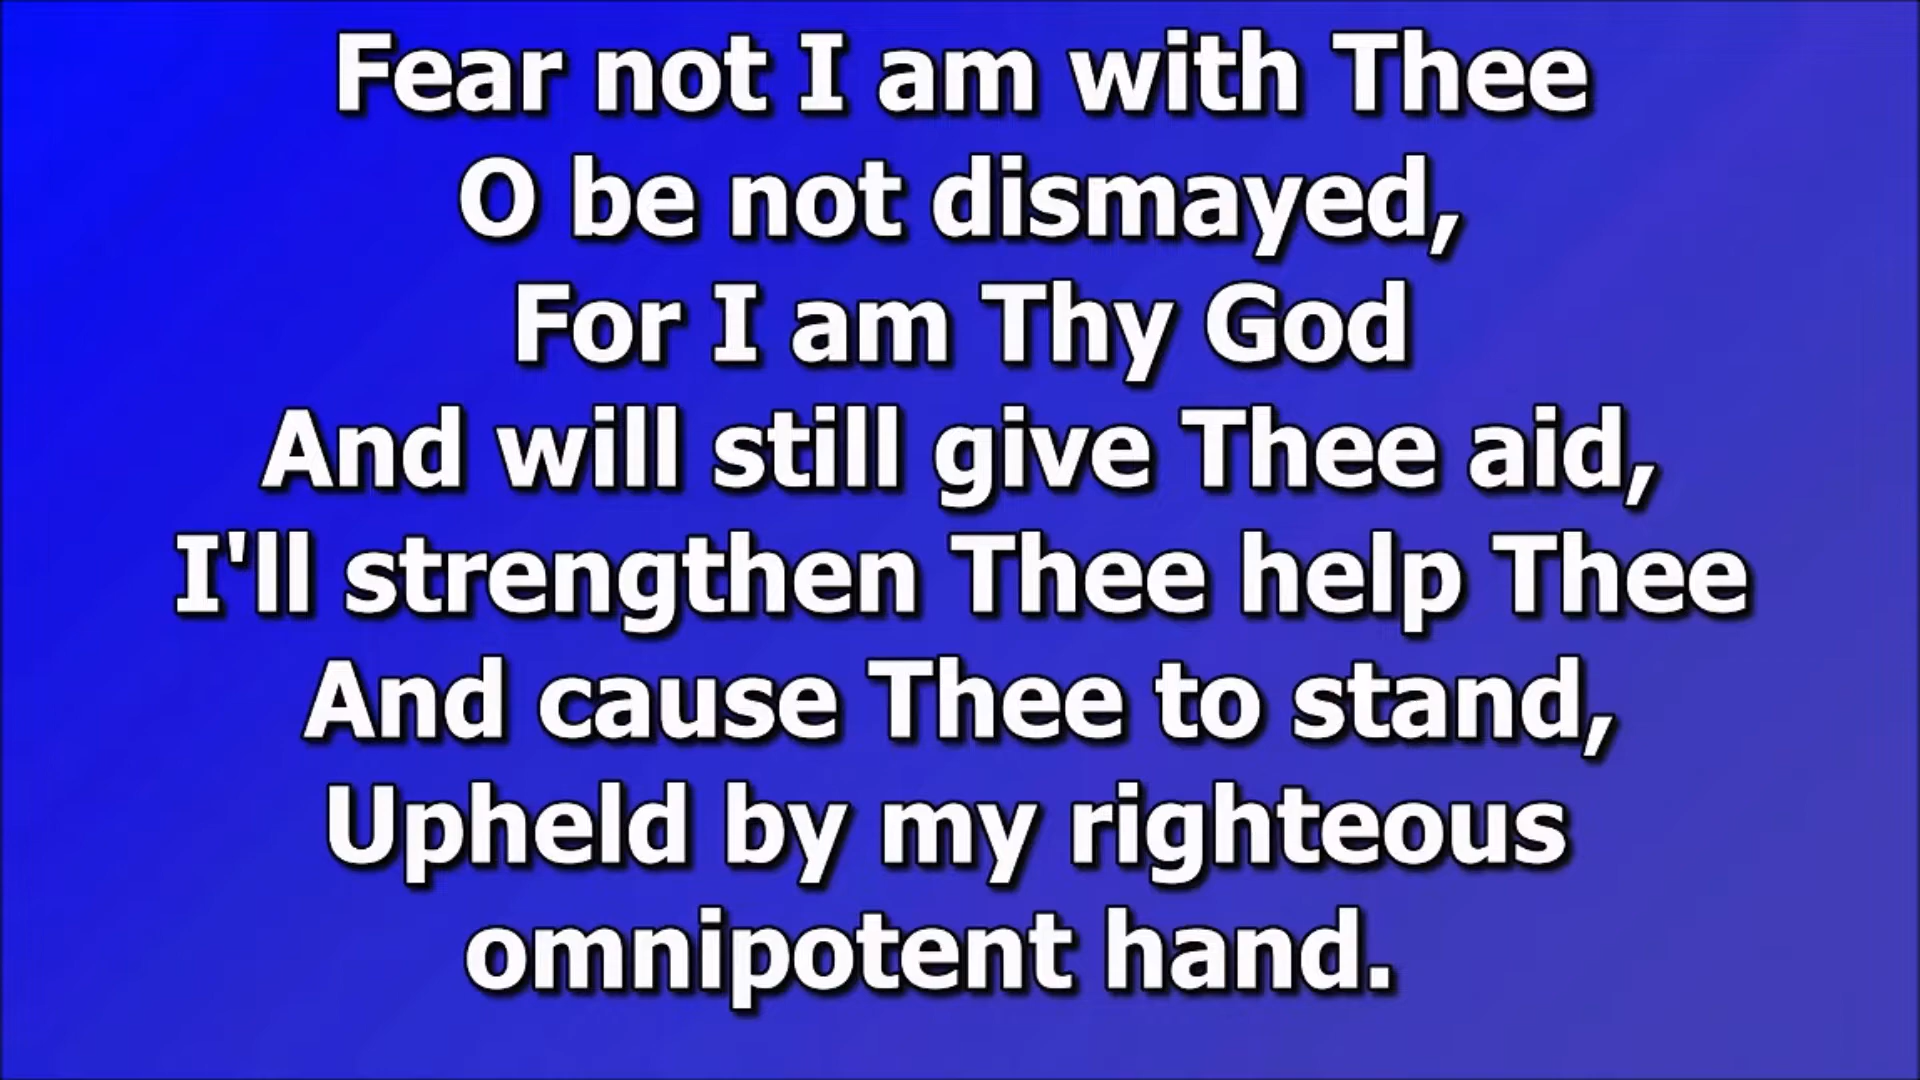 Fear not I am with Thee
O be not dismayed,
For I am Thy God
And will still give Thee aid,
I'll strengthen Thee help Thee
And cause Thee to stand,
Upheld by my righteous
omnipotent hand.